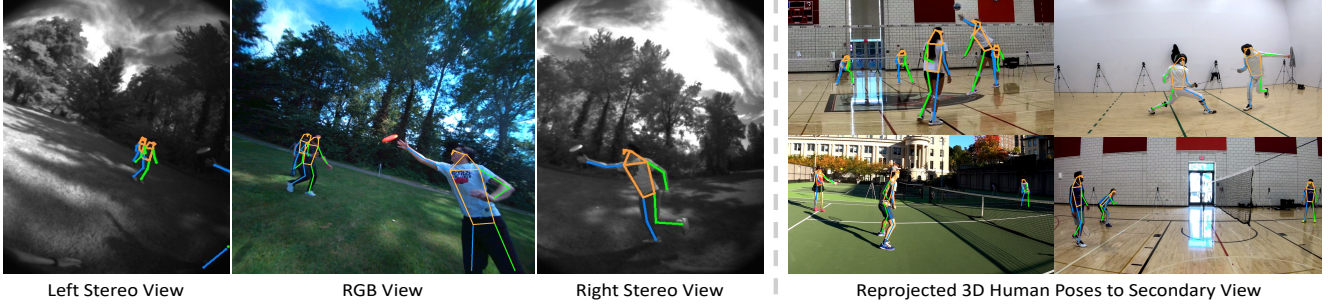 Left Stereo View
RGB View
Right Stereo View
Reprojected 3D Human Poses to Secondary View